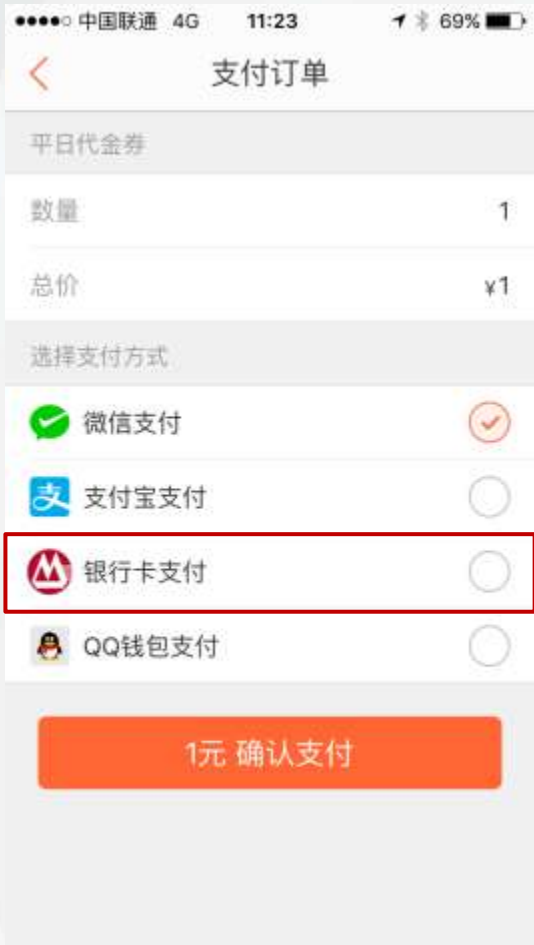 中国联通 4G 11:23 69%
支付订单
平日代金券
数量 1
总价 ¥1
选择支付方式
微信支付
支 支付宝支付
银行卡支付
QQ钱包支付
1元 确认支付